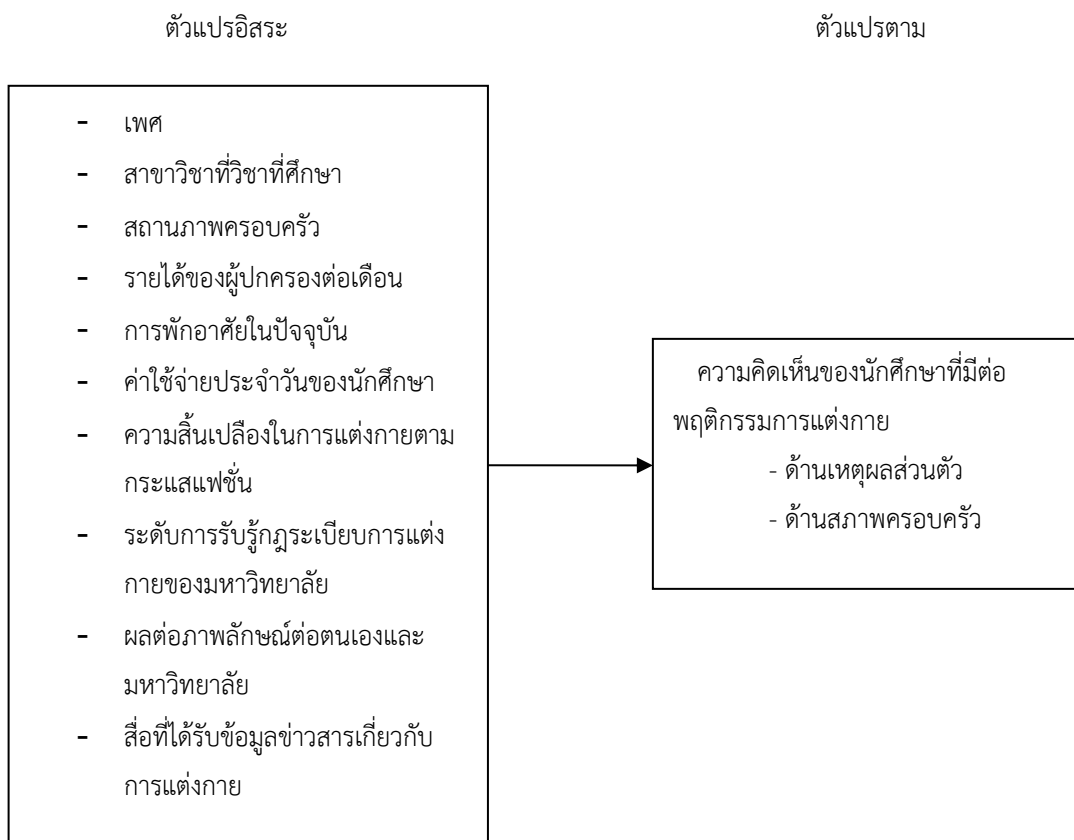 ตัวแปรอิสระ
ตัวแปรตาม
- เพศ
- สาขาวิชาที่วิชาที่ศึกษา
- สถานภาพครอบครัว
- รายได้ของผู้ปกครองต่อเดือน
- การพักอาศัยในปัจจุบัน
- ค่าใช้จ่ายประจำวันของนักศึกษา
- ความสิ้นเปลืองในการแต่งกายตาม
กระแสแฟชั่น
- ระดับการรับรู้กฎระเบียบการแต่ง
กายของมหาวิทยาลัย
- ผลต่อภาพลักษณ์ต่อตนเองและ
มหาวิทยาลัย
- สื่อที่ได้รับข้อมูลข่าวสารเกี่ยวกับ
การแต่งกาย
ความคิดเห็นของนักศึกษาที่มีต่อ
พฤติกรรมการแต่งกาย
- ด้านเหตุผลส่วนตัว
- ด้านสภาพครอบครัว